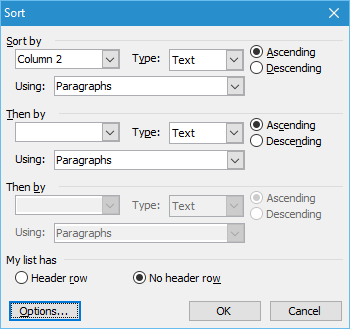 Sort
Sort by
Column 2 Type: Text Ascending
Descending
Using: Paragraphs
Then by
Type: Text Ascending
Descending
Using: Paragraphs
Then by
Type: Text Ascending
Descending
Using: Paragraphs
My list has
Header row No header row
Options... OK Cancel